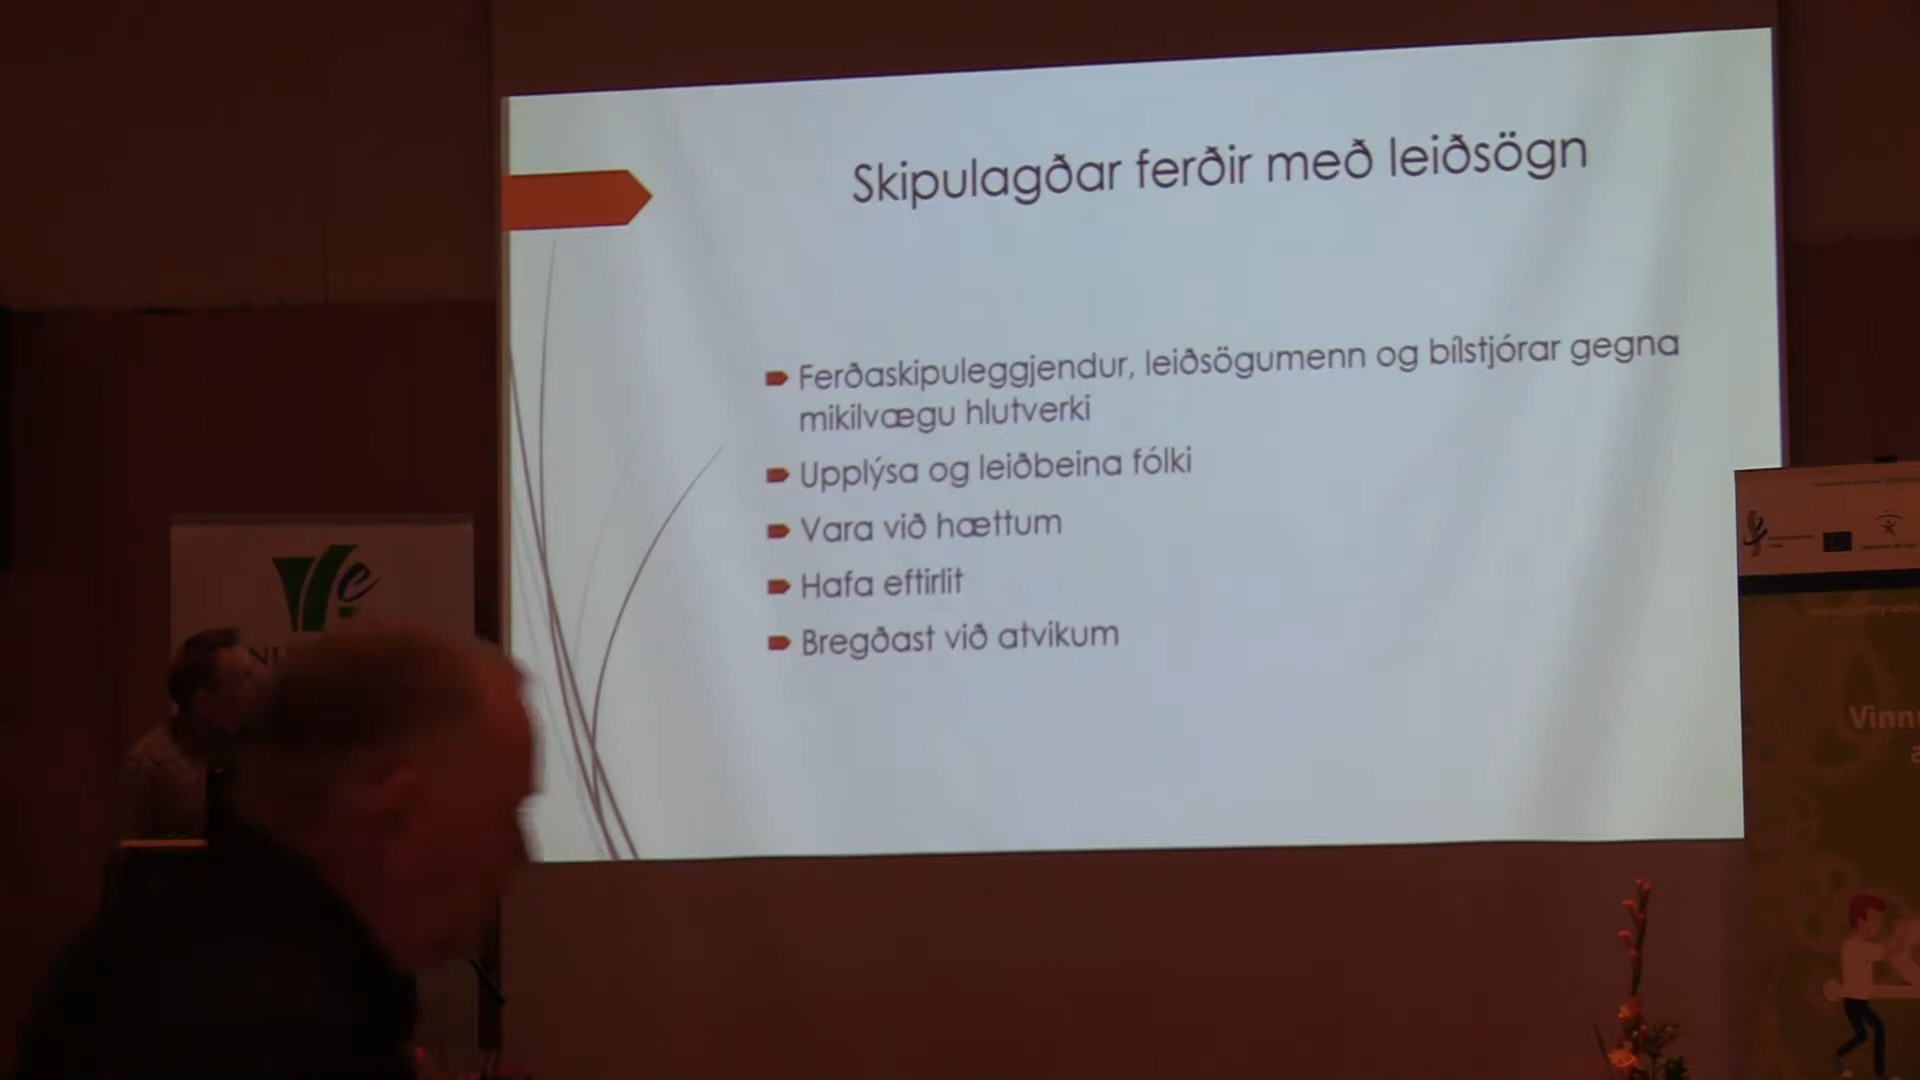 Skipulagðar ferðir með leiðsögn
Ferðaskipuleggjendur, leiðsögumenn og bílstjórar gegna
mikilvægu hlutverki
Upplýsa og leiðbeina fólki
Vara við hættum
Hafa eftirlit
Bregðast við atvikum